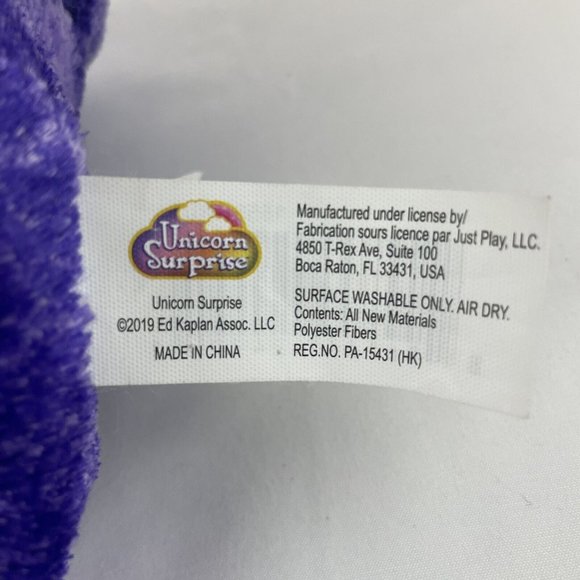 Unicorn
Surprise
Unicorn Surprise
©2019 Ed Kaplan Assoc. LLC
MADE IN CHINA
Manufactured under license by/
Fabrication sours licence par Just Play, LLC.
4850 T-Rex Ave, Suite 100
Boca Raton, FL 33431, USA
SURFACE WASHABLE ONLY. AIR DRY.
Contents: All New Materials
Polyester Fibers
REG.NO. PA-15431 (HK)